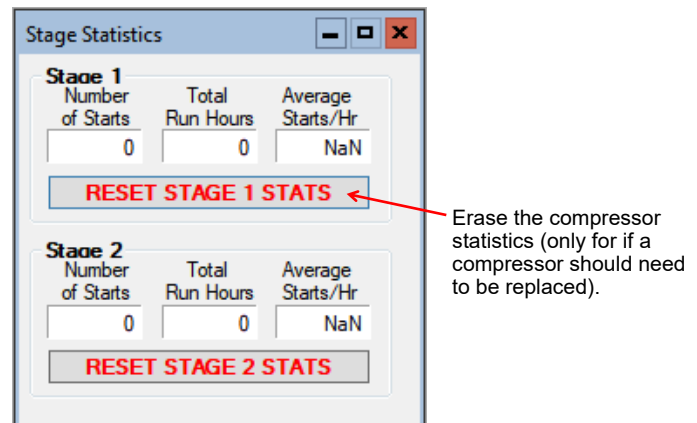 Stage Statistics
Stage 1
Number Total Average
of Starts Run Hours Starts/Hr
0 0 NaN
RESET STAGE 1 STATS
Erase the compressor
statistics (only for if a
compressor should need
to be replaced).
Stage 2
Number Total Average
of Starts Run Hours Starts/Hr
0 0 NaN
RESET STAGE 2 STATS